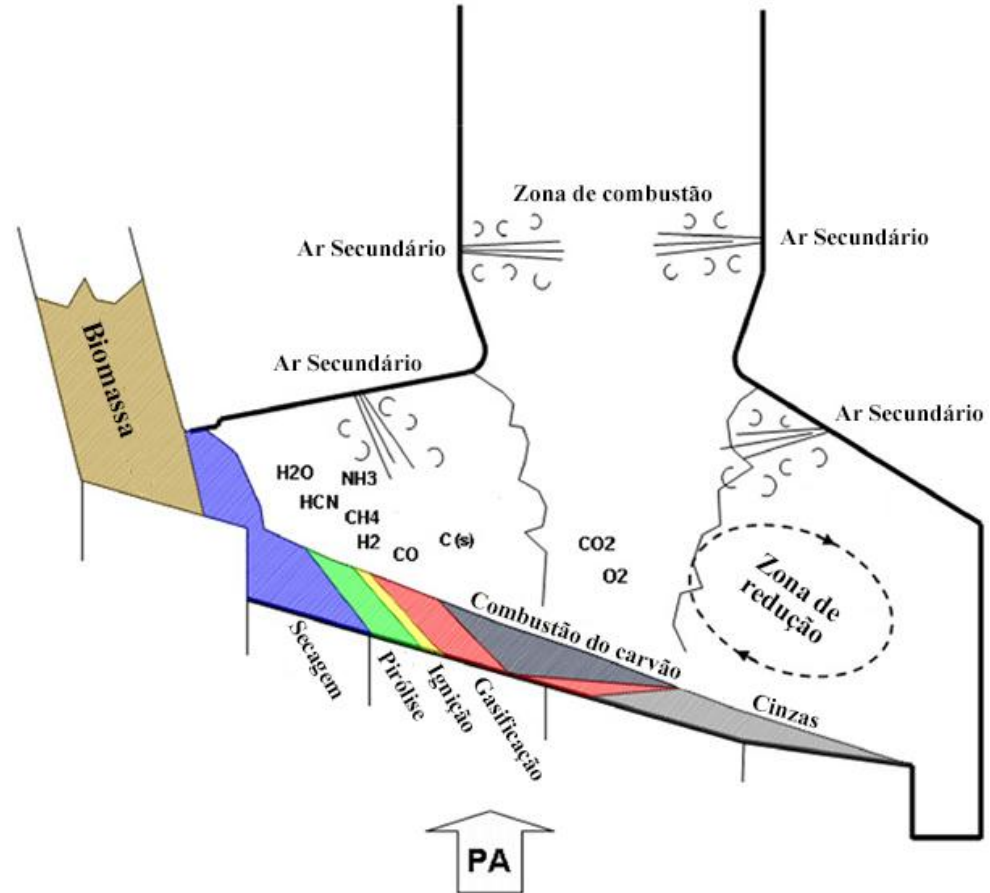 Zona de combustão
Ar Secundário
Ar Secundário
Biomassa
Ar Secundário
Ar Secundário
H2O
NH3
HCN
CH4
H2
CO
C (s)
CO2
O2
Zona de
redução
Secagem
Pirólise
Ignição
Gasificação
Combustão do carvão
Cinzas
PA